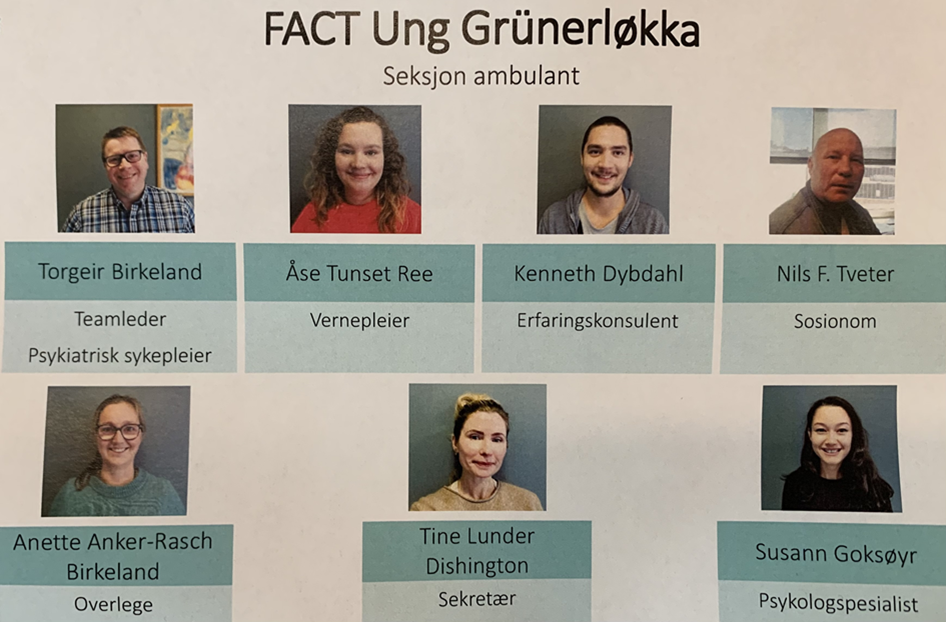 FACT Ung Grünerløkka
Seksjon ambulant
Torgeir Birkeland
Teamleder
Psykiatrisk sykepleier
Åse Tunset Ree
Vernepleier
Kenneth Dybdahl
Erfaringskonsulent
Nils F. Tveter
Sosionom
Anette Anker-Rasch
Birkeland
Overlege
Tine Lunder
Dishington
Sekretær
Susann Goksøyr
Psykologspesialist